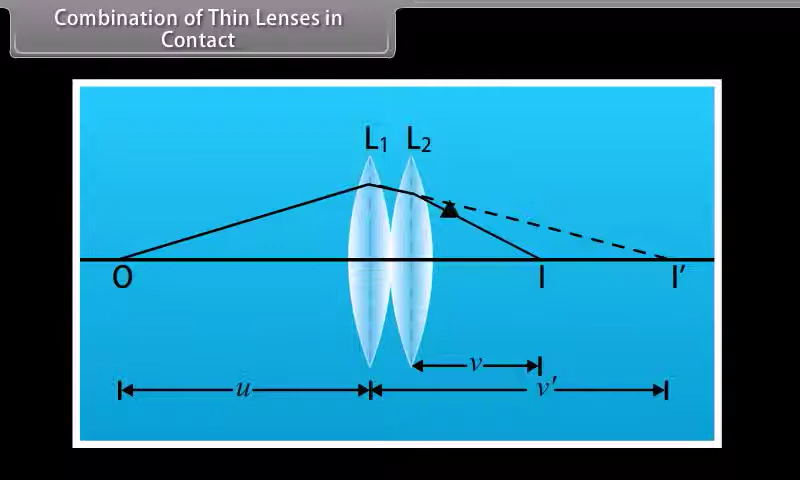 Combination of Thin Lenses in
Contact
L₁ L₂
O I I′
v
u v′